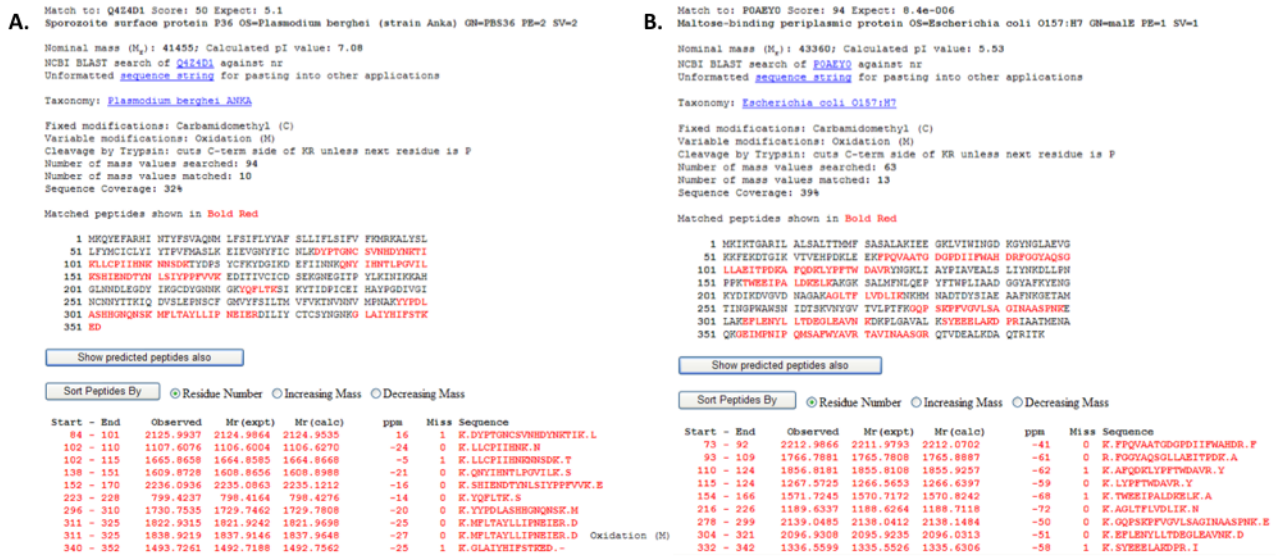 A.
Match to: Q4Z4D1 Score: 50 Expect: 5.1
Sporozoite surface protein P36 OS=Plasmodium berghei (strain Anka) GN=PBS36 PE=2 SV=2
Nominal mass (Mr): 41455; Calculated pI value: 7.08
NCBI BLAST search of Q4Z4D1 against nr
Unformatted sequence string for pasting into other applications
Taxonomy: Plasmodium berghei ANKA
Fixed modifications: Carbamidomethyl (C)
Variable modifications: Oxidation (M)
Cleavage by Trypsin: cuts C-term side of KR unless next residue is P
Number of mass values searched: 94
Number of mass values matched: 10
Sequence Coverage: 32%
Matched peptides shown in Bold Red
1 MKQYEFARHI NTYFSVAQNM LFSIFLYYAF SLLIFLSIFV FKMRKALYSL
51 LFYMCICLYI YTPVFMASLK EIEVGNYFIC NLKDYPTGNC SVNHDYNKTI
101 KLLCPIIHNK NNSDKTYDPS YCFKYDGIKD EFIINNKQNY IHNTLPGVIL
151 KSHIENDTYN LSIYPPFVVK EDITIVCICD SEKGNEGITP YLKINIKKAH
201 GLNNDLEGDY IKGCDYGNNK GKYQFLTKSI KYTIDPICEI HAYPGDIVGI
251 NCNNYTTKIQ DVSLEPNSCF GMVYFSILTM VFVKTNVNNV MPNAKYYPDL
301 ASHHGNQNSK MFLTAYLLIP NEIERDILIY CTCSYNGNKG LAIYHIFSTK
351 ED
Show predicted peptides also
Sort Peptides By Residue Number Increasing Mass Decreasing Mass
Start - End Observed Mr(expt) Mr(calc) ppm Miss Sequence
84 - 101 2125.9937 2124.9864 2124.9535 16 1 K.DYPTGNCSVNHDYNKTIK.L
102 - 110 1107.6076 1106.6004 1106.6270 -24 0 K.LLCPIIHNK.N
102 - 115 1665.8658 1664.8585 1664.8668 -5 1 K.LLCPIIHNKNNSDK.T
138 - 151 1609.8728 1608.8656 1608.8988 -21 0 K.QNYIHNTLPGVILK.S
152 - 170 2236.0936 2235.0863 2235.1212 -16 0 K.SHIENDTYNLSIYPPFVVK.E
223 - 228 799.4237 798.4164 798.4276 -14 0 K.YQFLTK.S
296 - 310 1730.7535 1729.7462 1729.7808 -20 0 K.YYPDLASHHGNQNSK.M
311 - 325 1822.9315 1821.9242 1821.9698 -25 0 K.MFLTAYLLIPNEIER.D
311 - 325 1838.9219 1837.9146 1837.9648 -27 0 K.MFLTAYLLIPNEIER.D Oxidation (M)
340 - 352 1493.7261 1492.7188 1492.7562 -25 1 K.GLAIYHIFSTKED.-
B.
Match to: P0AEY0 Score: 94 Expect: 8.4e-006
Maltose-binding periplasmic protein OS=Escherichia coli O157:H7 GN=malE PE=1 SV=1
Nominal mass (Mr): 43360; Calculated pI value: 5.53
NCBI BLAST search of P0AEY0 against nr
Unformatted sequence string for pasting into other applications
Taxonomy: Escherichia coli O157:H7
Fixed modifications: Carbamidomethyl (C)
Variable modifications: Oxidation (M)
Cleavage by Trypsin: cuts C-term side of KR unless next residue is P
Number of mass values searched: 63
Number of mass values matched: 13
Sequence Coverage: 39%
Matched peptides shown in Bold Red
1 MKIKTGARIL ALSALTTMMF SASALAKIEE GKLVIWINGD KGYNGLAEVG
51 KKFEKDTGIK VTVEHPDKLE EKFPQVAATG DGPDIIFWAH DRFGGYAQSG
101 LLAEITPDKA FQDKLYPFTW DAVRYNGKLI AYPIAVEALS LIYNKDLLPN
151 PPKTWEEIPA LDKELKAKGK SALMFNLQEP YFTWPLIAAD GGYAFKYENG
201 KYDIKDVGVD NAGAKAGLTF LVDLIKNKHM NADTDYSIAE AAFNKGETAM
251 TINGPWAWSN IDTSKVNYGV TVLPTFKGQP SKPFVGVLSA GINAASPNKE
301 LAKEFLENYL LTDEGLEAVN KDKPLGAVAL KSYEEELAKD PRIAATMENA
351 QKGEIMPNIP QMSAFWYAVR TAVINAASGR QTVDEALKDA QTRITK
Show predicted peptides also
Sort Peptides By Residue Number Increasing Mass Decreasing Mass
Start - End Observed Mr(expt) Mr(calc) ppm Miss Sequence
73 - 92 2212.9866 2211.9793 2212.0702 -41 0 K.FPQVAATGDGPDIIFWAHDR.F
93 - 109 1766.7881 1765.7808 1765.8887 -61 0 R.FGGYAQSGLLAEITPDK.A
110 - 124 1856.8181 1855.8108 1855.9257 -62 1 K.AFQDKLYPFTWDAVR.Y
115 - 124 1267.5725 1266.5653 1266.6397 -59 0 K.LYPFTWDAVR.Y
154 - 166 1571.7245 1570.7172 1570.8242 -68 1 K.TWEEIPALDKELK.A
216 - 226 1189.6337 1188.6264 1188.7118 -72 0 K.AGLTFLVDLIK.N
278 - 299 2139.0485 2138.0412 2138.1484 -50 0 K.GQPSKPFVGVLSAGINAASPNK.E
304 - 321 2096.9308 2095.9235 2096.0313 -51 0 K.EFLENYLLTDEGLEAVNK.D
332 - 342 1336.5599 1335.5526 1335.6306 -58 1 K.SYEEELAKDPR.I